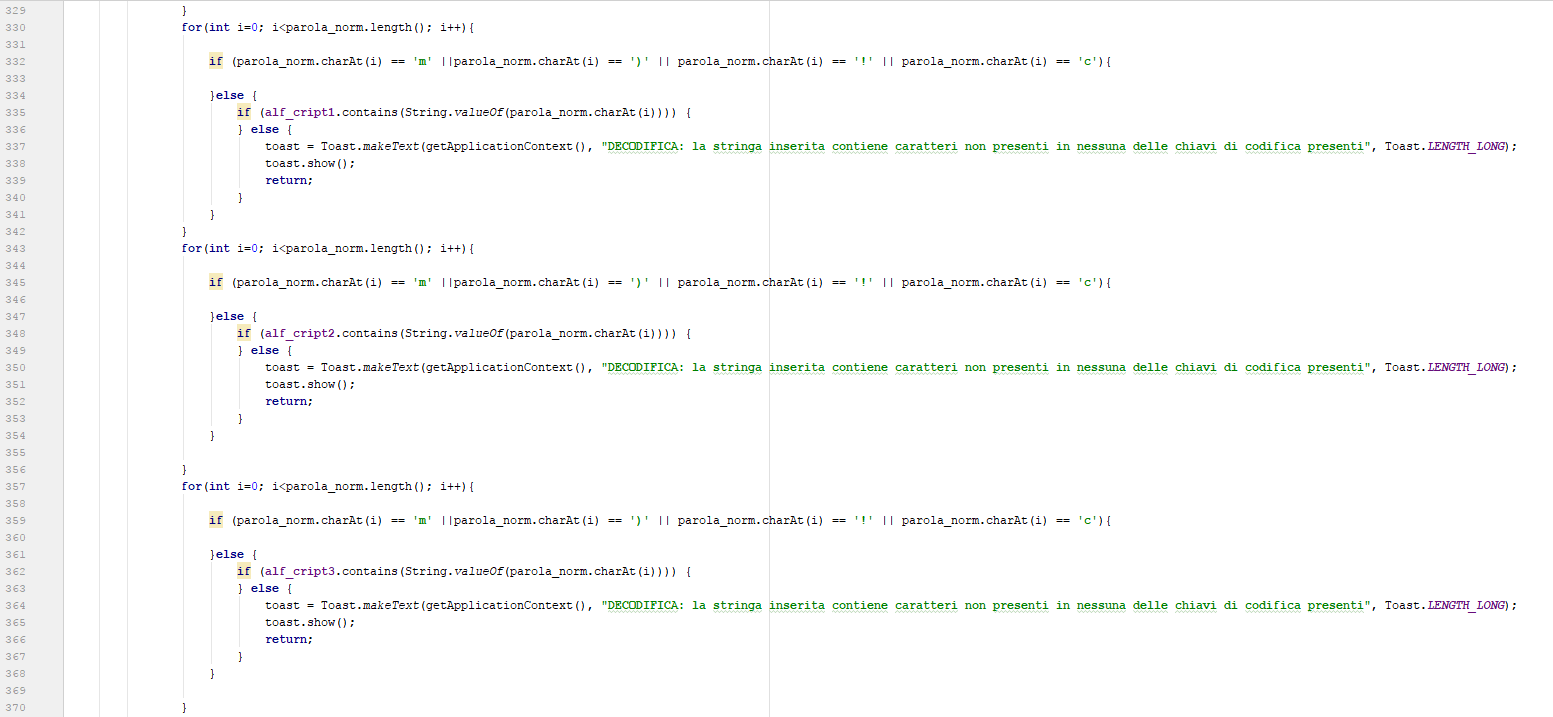 329 }
330 for(int i=0; i<parola_norm.length(); i++){
331
332 if (parola_norm.charAt(i) == 'm' ||parola_norm.charAt(i) == ')' || parola_norm.charAt(i) == '!' || parola_norm.charAt(i) == 'c'){
333
334 }else {
335 if (alf_cript1.contains(String.valueOf(parola_norm.charAt(i)))) {
336 } else {
337 toast = Toast.makeText(getApplicationContext(), "DECODIFICA: la stringa inserita contiene caratteri non presenti in nessuna delle chiavi di codifica presenti", Toast.LENGTH_LONG);
338 toast.show();
339 return;
340 }
341 }
342 }
343 for(int i=0; i<parola_norm.length(); i++){
344
345 if (parola_norm.charAt(i) == 'm' ||parola_norm.charAt(i) == ')' || parola_norm.charAt(i) == '!' || parola_norm.charAt(i) == 'c'){
346
347 }else {
348 if (alf_cript2.contains(String.valueOf(parola_norm.charAt(i)))) {
349 } else {
350 toast = Toast.makeText(getApplicationContext(), "DECODIFICA: la stringa inserita contiene caratteri non presenti in nessuna delle chiavi di codifica presenti", Toast.LENGTH_LONG);
351 toast.show();
352 return;
353 }
354 }
355
356 }
357 for(int i=0; i<parola_norm.length(); i++){
358
359 if (parola_norm.charAt(i) == 'm' ||parola_norm.charAt(i) == ')' || parola_norm.charAt(i) == '!' || parola_norm.charAt(i) == 'c'){
360
361 }else {
362 if (alf_cript3.contains(String.valueOf(parola_norm.charAt(i)))) {
363 } else {
364 toast = Toast.makeText(getApplicationContext(), "DECODIFICA: la stringa inserita contiene caratteri non presenti in nessuna delle chiavi di codifica presenti", Toast.LENGTH_LONG);
365 toast.show();
366 return;
367 }
368 }
369
370 }